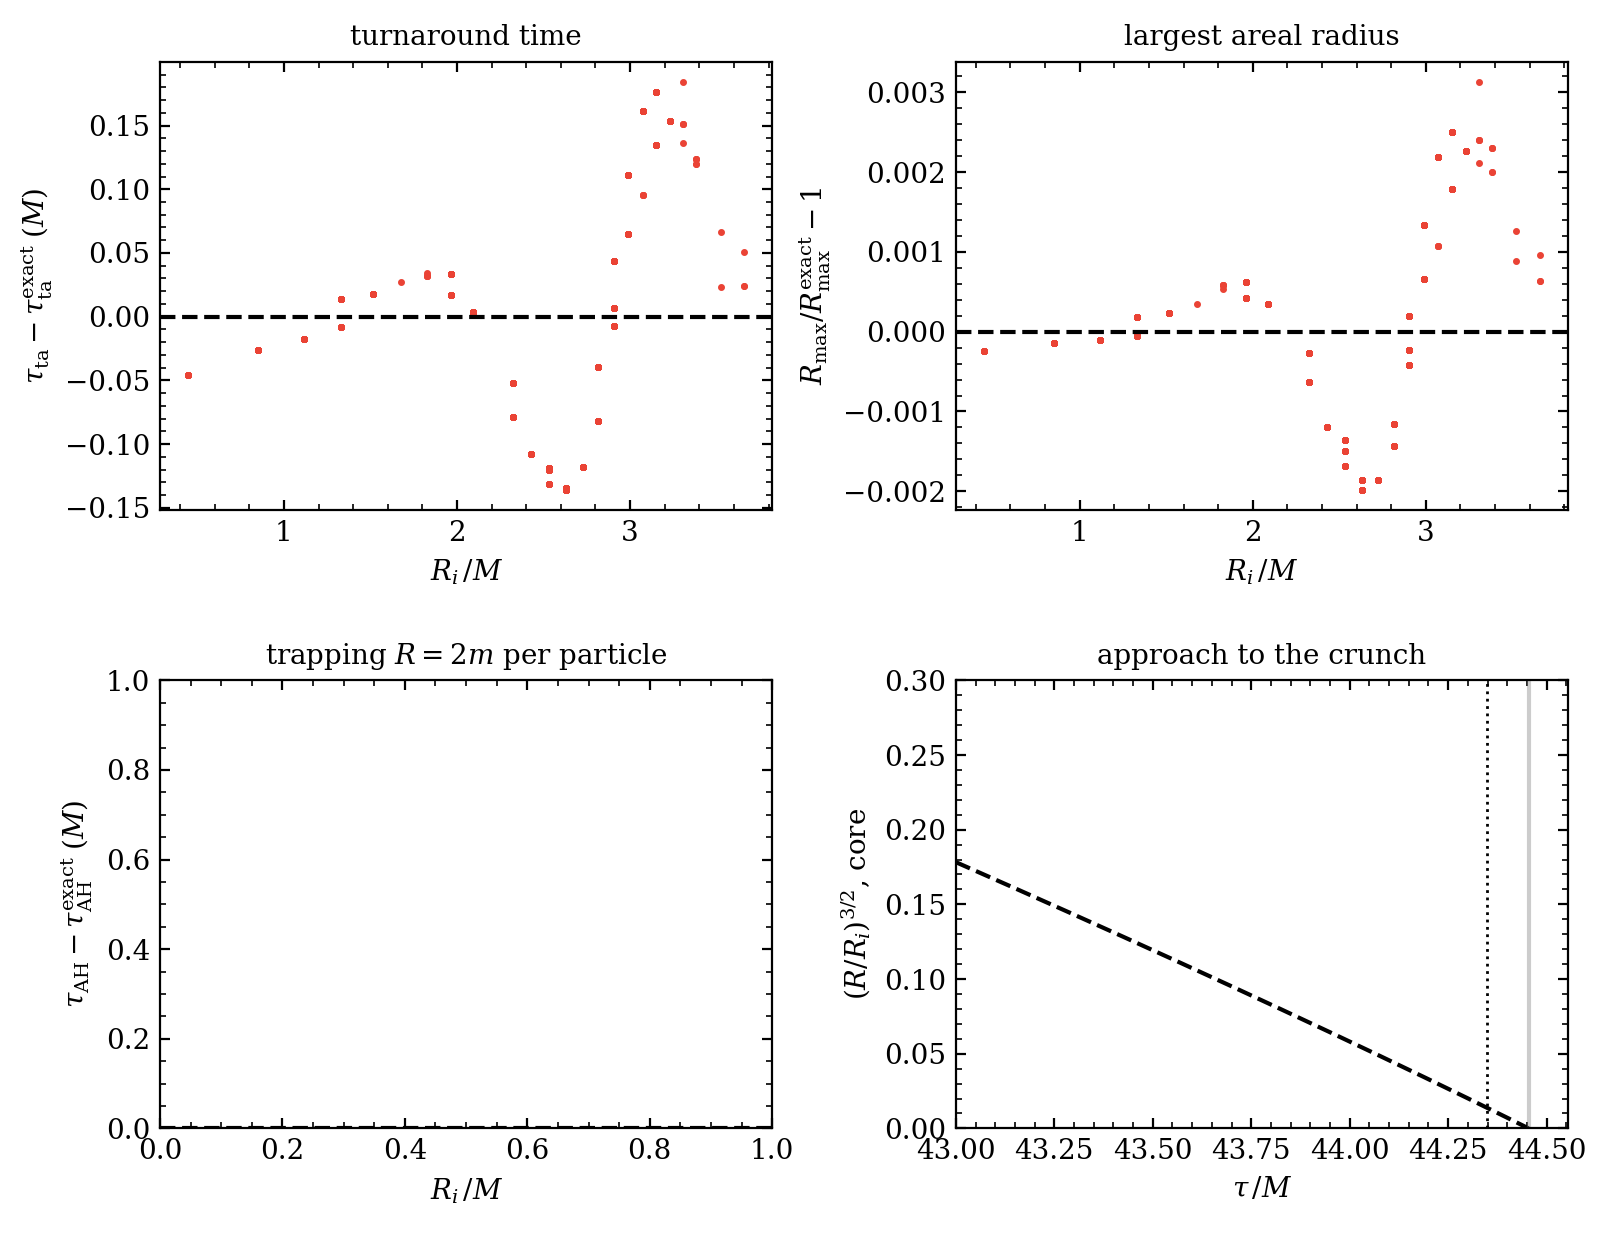 turnaround time
τ_ta − τ_ta^exact (M)
0.15
0.10
0.05
0.00
−0.05
−0.10
−0.15
1 2 3
R_i/M
largest areal radius
R_max/R_max^exact − 1
0.003
0.002
0.001
0.000
−0.001
−0.002
1 2 3
R_i/M
trapping R = 2m per particle
τ_AH − τ_AH^exact (M)
1.0
0.8
0.6
0.4
0.2
0.0
0.0 0.2 0.4 0.6 0.8 1.0
R_i/M
approach to the crunch
(R/R_i)^3/2, core
0.30
0.25
0.20
0.15
0.10
0.05
0.00
43.00 43.25 43.50 43.75 44.00 44.25 44.50
τ/M